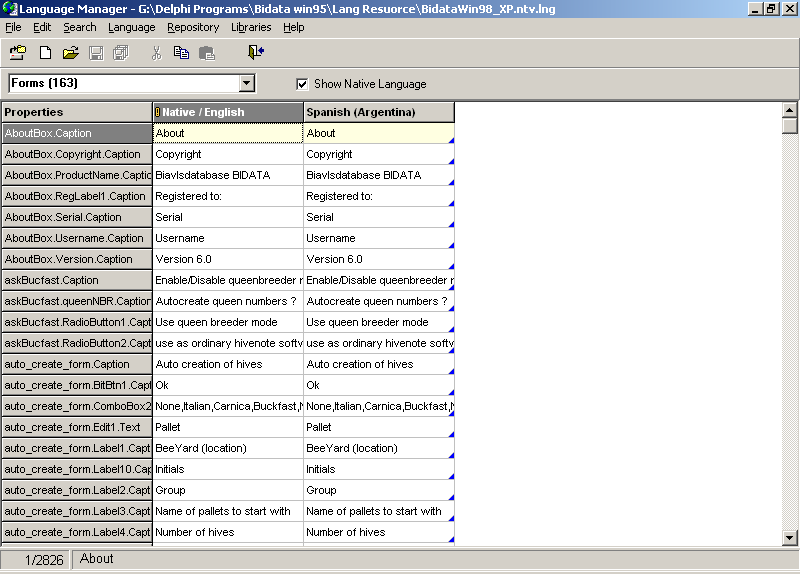 Language Manager - G:\Delphi Programs\Bidata win95\Lang Resuorce\BidataWin98_XP.ntv.lng
File Edit Search Language Repository Libraries Help
Forms (163) Show Native Language
Properties Native / English Spanish (Argentina)
AboutBox.Caption About About
AboutBox.Copyright.Caption Copyright Copyright
AboutBox.ProductName.Captic Biavlsdatabase BIDATA Biavlsdatabase BIDATA
AboutBox.RegLabel1.Caption Registered to: Registered to:
AboutBox.Serial.Caption Serial Serial
AboutBox.Username.Caption Username Username
AboutBox.Version.Caption Version 6.0 Version 6.0
askBucfast.Caption Enable/Disable queenbreeder r Enable/Disable queenbreeder r
askBucfast.queenNBR.Caption Autocreate queen numbers ? Autocreate queen numbers ?
askBucfast.RadioButton1.Capt Use queen breeder mode Use queen breeder mode
askBucfast.RadioButton2.Capt use as ordinary hivenote softv use as ordinary hivenote softv
auto_create_form.Caption Auto creation of hives Auto creation of hives
auto_create_form.BitBtn1.Capt Ok Ok
auto_create_form.ComboBox2 None,Italian,Carnica,Buckfast,N None,Italian,Carnica,Buckfast,N
auto_create_form.Edit1.Text Pallet Pallet
auto_create_form.Label1.Capt BeeYard (location) BeeYard (location)
auto_create_form.Label10.Cap Initials Initials
auto_create_form.Label2.Capt Group Group
auto_create_form.Label3.Capt Name of pallets to start with Name of pallets to start with
auto_create_form.Label4.Capt Number of hives Number of hives
1/2826 About